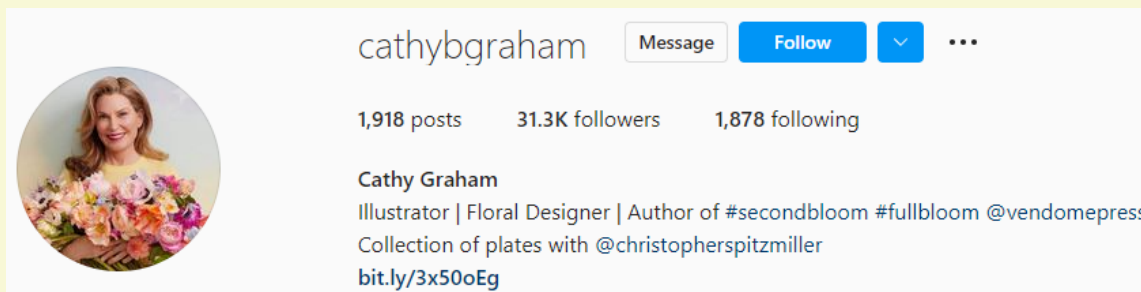 cathybgraham Message Follow
1,918 posts 31.3K followers 1,878 following
Cathy Graham
Illustrator | Floral Designer | Author of #secondbloom #fullbloom @vendomepress
Collection of plates with @christopherspitzmiller
bit.ly/3x50oEg